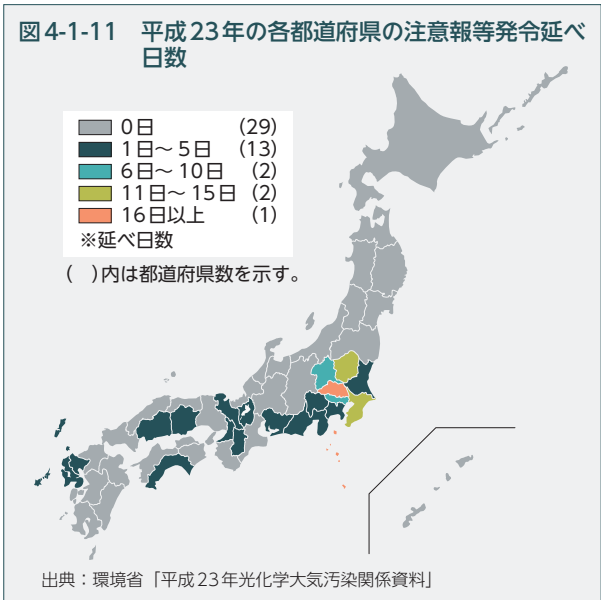 図4-1-11 平成23年の各都道府県の注意報等発令延べ
日数
0日 (29)
1日～5日 (13)
6日～10日 (2)
11日～15日 (2)
16日以上 (1)
※延べ日数
( )内は都道府県数を示す。
出典：環境省「平成23年光化学大気汚染関係資料」